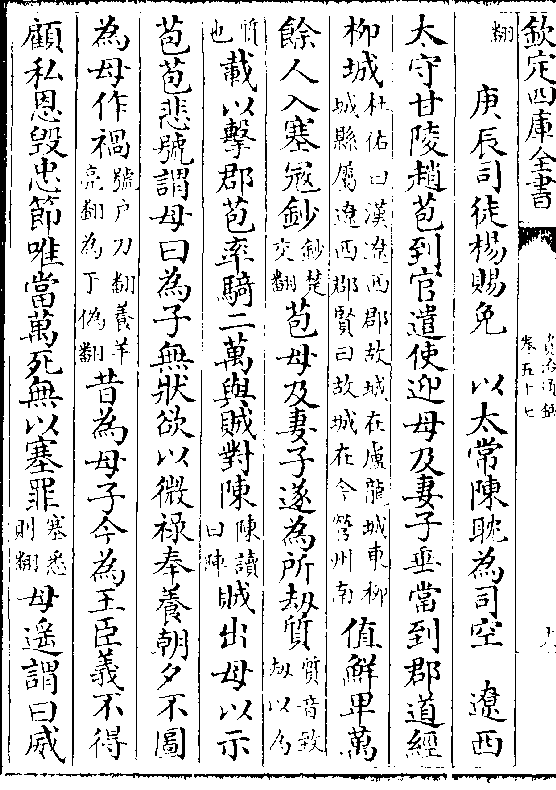 欽定四庫全書
資治通鑑
卷五十七
翻 庚辰司徒楊賜免 以太常陳耽為司空 遼西
太守甘陵趙苞到官遣使迎母及妻子垂當到郡道經
柳城杜佑曰漢遼西郡故城在盧龍城東柳城縣屬遼西郡賢曰故城在今營州南值鮮卑萬
餘人入塞寇鈔鈔楚交翻苞母及妻子遂為所劫質質音致劫以為
質也載以擊郡苞率騎二萬與賊對陳陳讀曰陣賊出母以示
苞苞悲號謂母曰為子無狀欲以微祿奉養朝夕不圖
為母作禍號戶刀翻養羊亮翻為于偽翻昔為母子今為王臣義不得
顧私恩毀忠節唯當萬死無以塞罪塞悉則翻母遥謂曰威